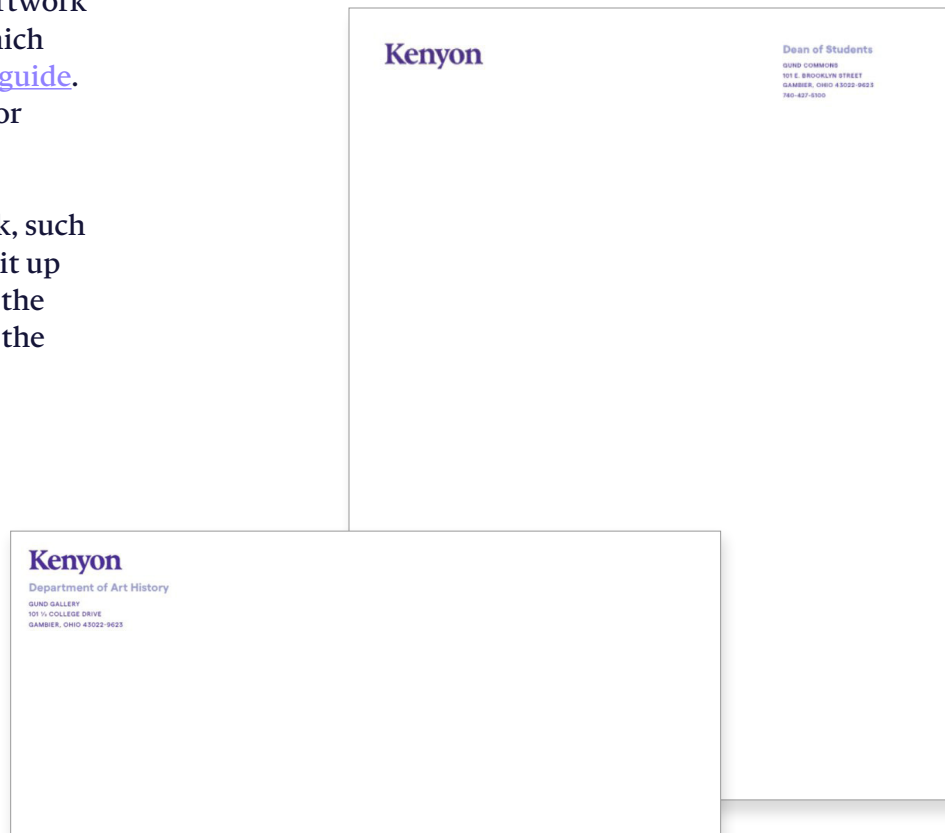 rtwork
hich
guide.
or
k, such
it up
the
the
Kenyon
Dean of Students
GUND COMMONS
101 E. BROOKLYN STREET
GAMBIER, OHIO 43022-9623
740-427-5100
Kenyon
Department of Art History
GUND GALLERY
101 ½ COLLEGE DRIVE
GAMBIER, OHIO 43022-9623